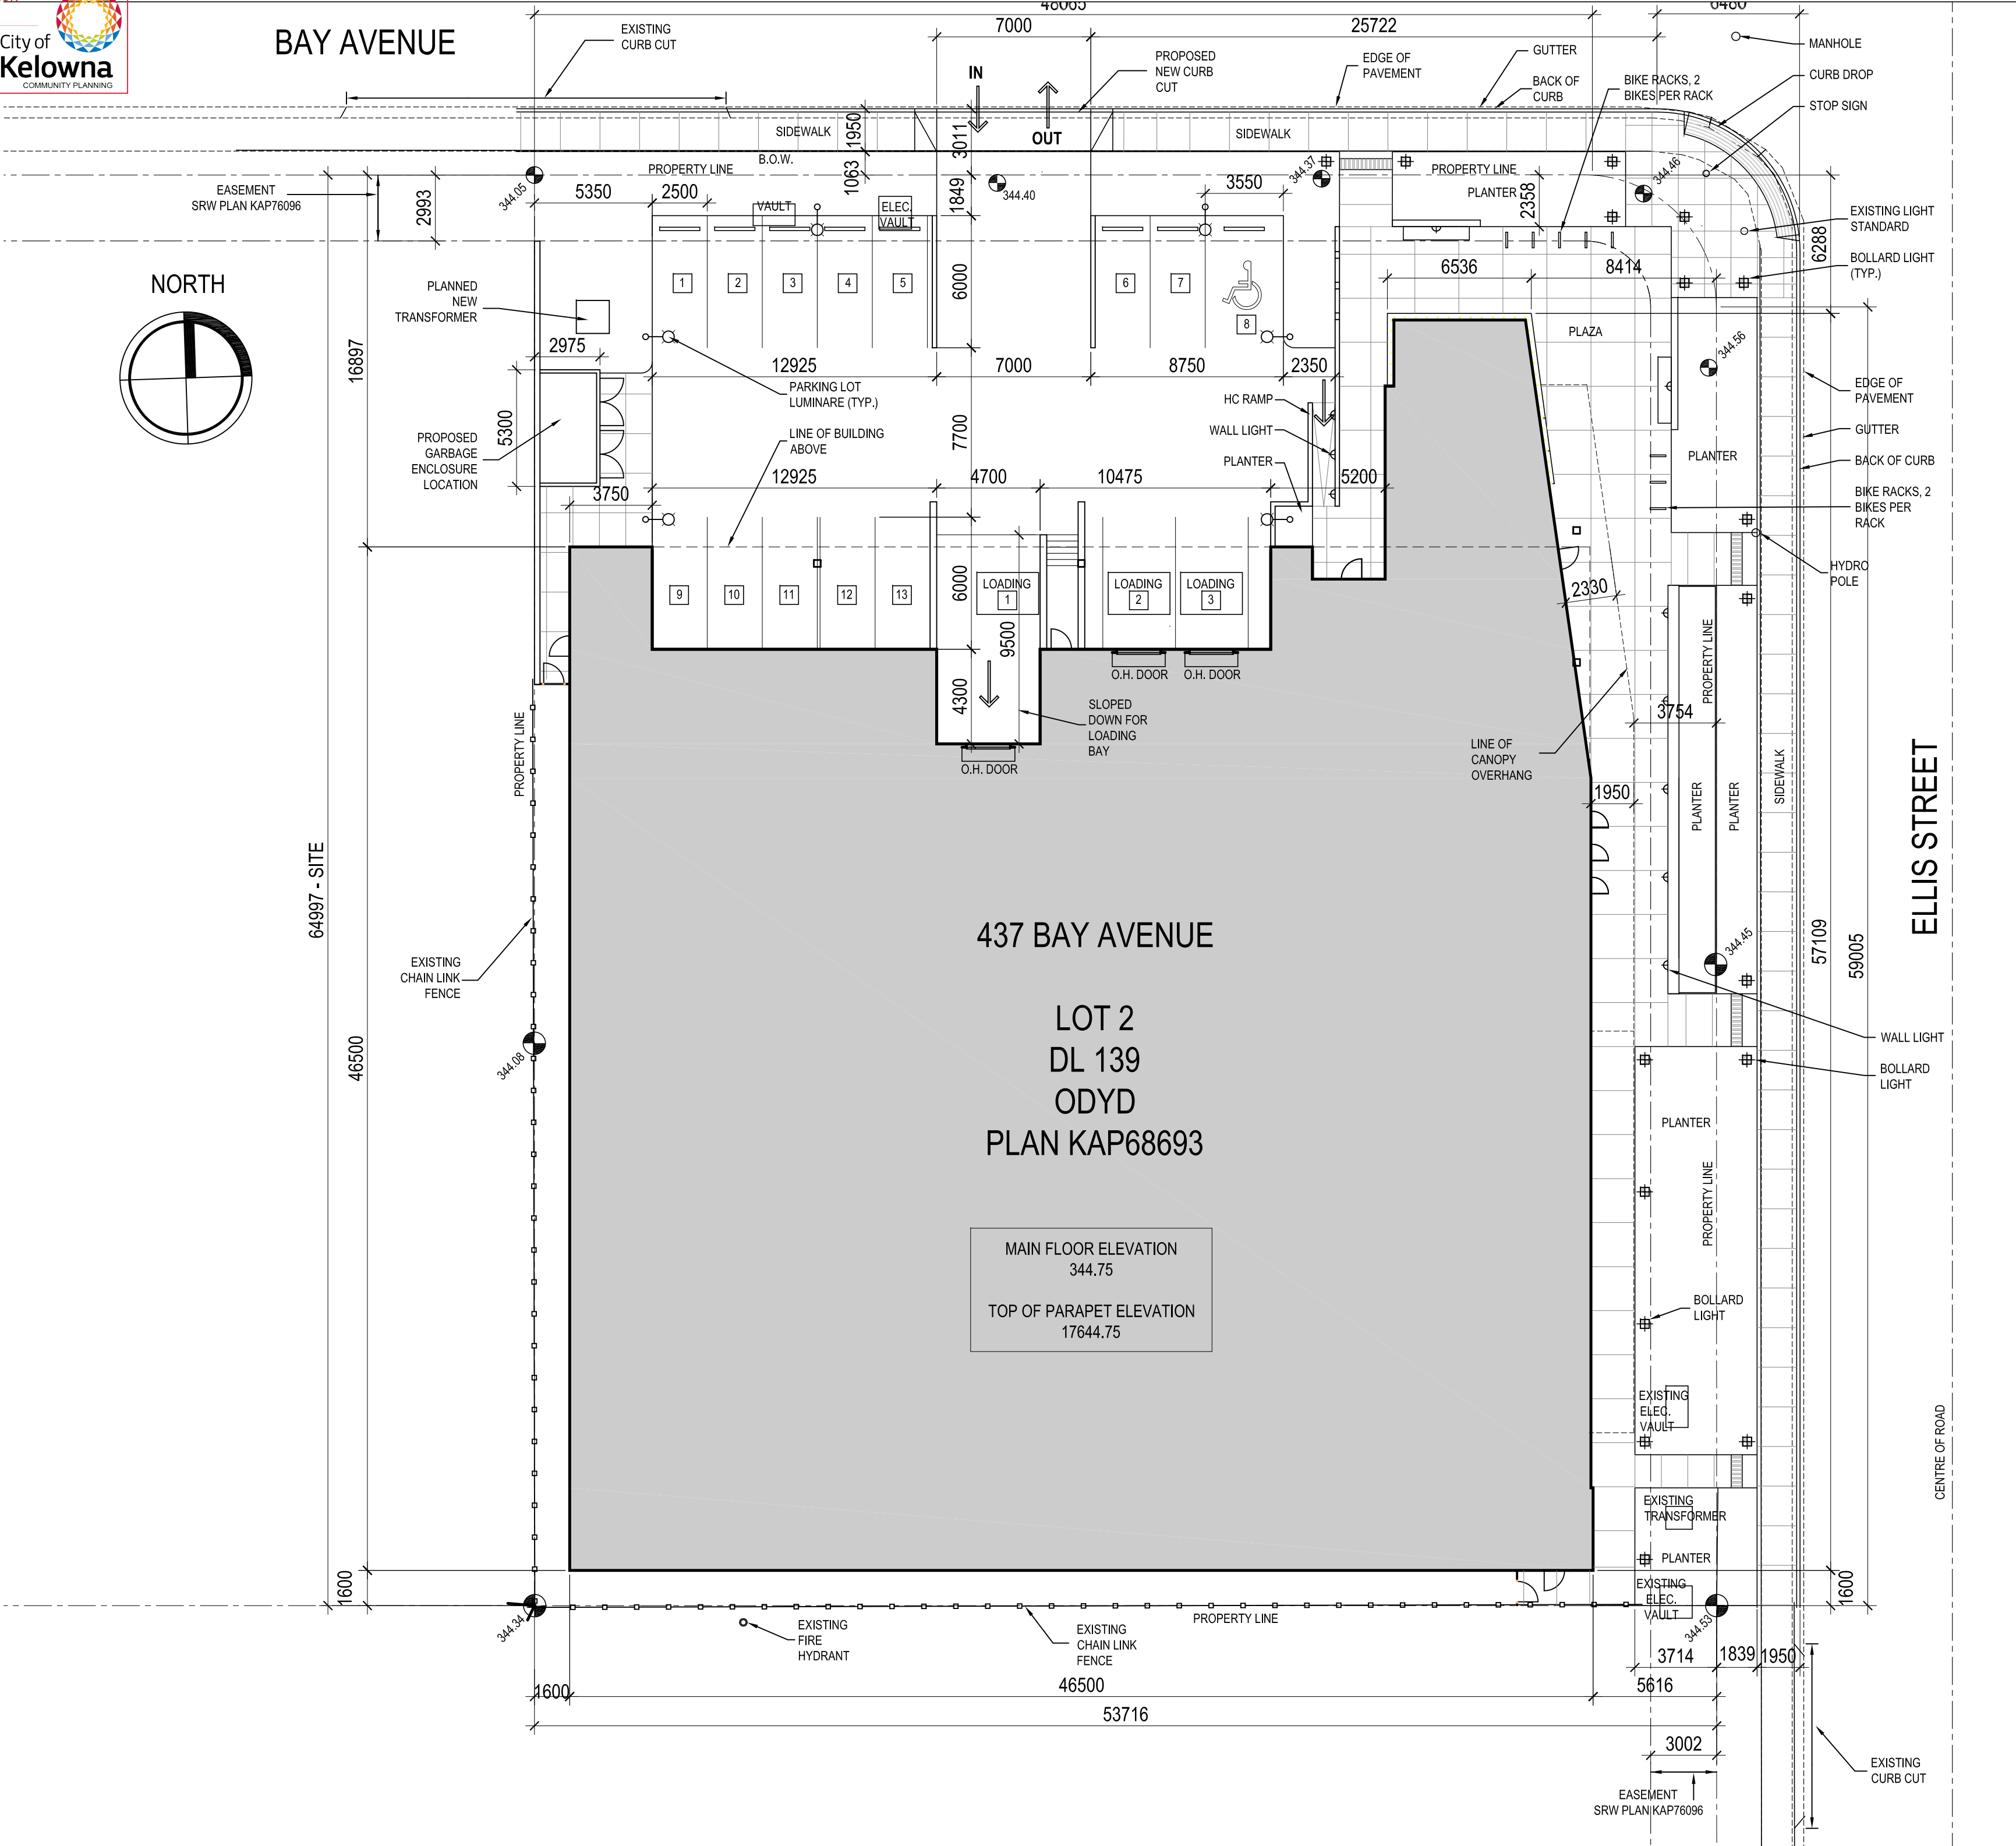 City of
Kelowna
COMMUNITY PLANNING
BAY AVENUE
EXISTING
CURB CUT
48065
7000
25722
6480
IN
OUT
PROPOSED
NEW CURB
CUT
EDGE OF
PAVEMENT
GUTTER
BACK OF
CURB
BIKE RACKS, 2
BIKES PER RACK
MANHOLE
CURB DROP
STOP SIGN
SIDEWALK
1950
3011
SIDEWALK
B.O.W.
PROPERTY LINE
1063
1849
344.05
344.40
344.37
344.46
PROPERTY LINE
PLANTER
2358
EASEMENT
SRW PLAN KAP76096
2993
5350
2500
VAULT
ELEC.
VAULT
3550
EXISTING LIGHT
STANDARD
6288
BOLLARD LIGHT
(TYP.)
NORTH
PLANNED
NEW
TRANSFORMER
1
2
3
4
5
6000
6
7
8
6536
8414
PLAZA
344.56
16897
2975
12925
7000
8750
2350
PARKING LOT
LUMINARE (TYP.)
HC RAMP
WALL LIGHT
PLANTER
EDGE OF
PAVEMENT
GUTTER
BACK OF CURB
5300
PROPOSED
GARBAGE
ENCLOSURE
LOCATION
LINE OF BUILDING
ABOVE
7700
3750
12925
4700
10475
5200
PLANTER
BIKE RACKS, 2
BIKES PER
RACK
HYDRO
POLE
9
10
11
12
13
6000
LOADING
1
LOADING
2
LOADING
3
9500
4300
2330
O.H. DOOR
O.H. DOOR
SLOPED
DOWN FOR
LOADING
BAY
O.H. DOOR
PROPERTY LINE
PROPERTY LINE
3754
LINE OF
CANOPY
OVERHANG
1950
PLANTER
PLANTER
SIDEWALK
ELLIS STREET
64997 - SITE
EXISTING
CHAIN LINK
FENCE
437 BAY AVENUE
LOT 2
DL 139
ODYD
PLAN KAP68693
344.45
57109
59005
46500
344.08
WALL LIGHT
BOLLARD
LIGHT
PLANTER
PROPERTY LINE
MAIN FLOOR ELEVATION
344.75
TOP OF PARAPET ELEVATION
17644.75
BOLLARD
LIGHT
EXISTING
ELEC.
VAULT
CENTRE OF ROAD
EXISTING
TRANSFORMER
PLANTER
1600
EXISTING
ELEC.
VAULT
1600
344.34
344.53
EXISTING
FIRE
HYDRANT
EXISTING
CHAIN LINK
FENCE
PROPERTY LINE
3714
1839
1950
1600
46500
5616
53716
3002
EXISTING
CURB CUT
EASEMENT
SRW PLAN KAP76096